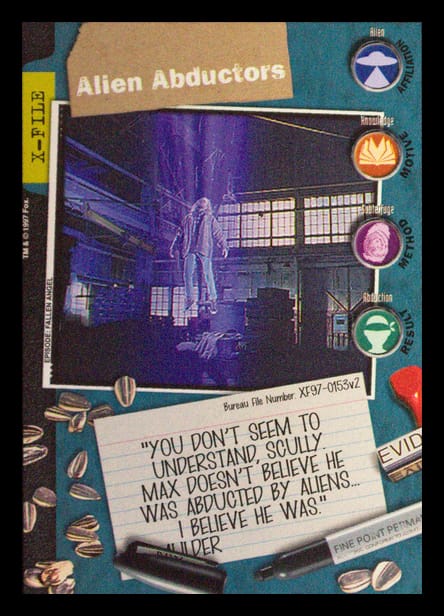 Alien Abductors
Alien
AFFILIATION
X-FILE
Knowledge
MOTIVE
Subterfuge
METHOD
Abduction
RESULT
TM & © 1997 Fox.
EPISODE: FALLEN ANGEL
Bureau File Number: XF97-0153v2
"YOU DON'T SEEM TO
UNDERSTAND, SCULLY
MAX DOESN'T BELIEVE HE
WAS ABDUCTED BY ALIENS...
I BELIEVE HE WAS."
MULDER
EVID
FINE POINT PERMA